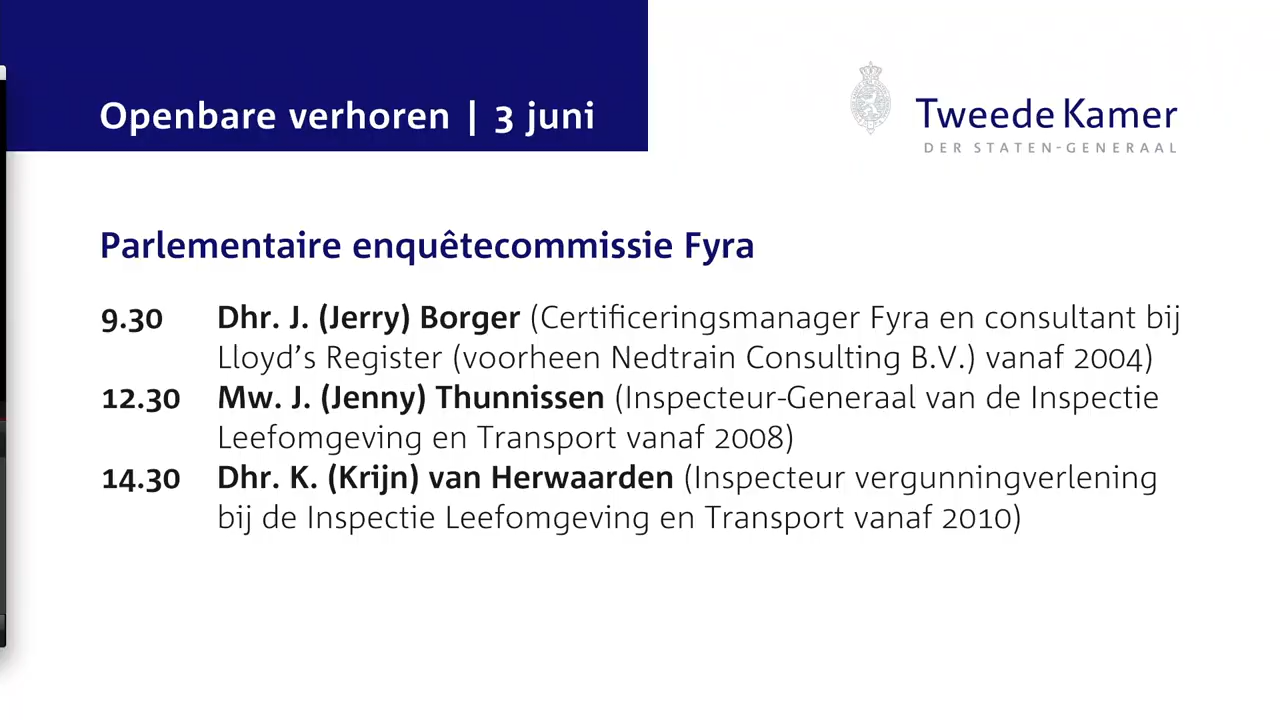 Openbare verhoren | 3 juni
Tweede Kamer
DER STATEN-GENERAAL
Parlementaire enquêtecommissie Fyra
9.30 Dhr. J. (Jerry) Borger (Certificeringsmanager Fyra en consultant bij
Lloyd’s Register (voorheen Nedtrain Consulting B.V.) vanaf 2004)
12.30 Mw. J. (Jenny) Thunnissen (Inspecteur-Generaal van de Inspectie
Leefomgeving en Transport vanaf 2008)
14.30 Dhr. K. (Krijn) van Herwaarden (Inspecteur vergunningverlening
bij de Inspectie Leefomgeving en Transport vanaf 2010)